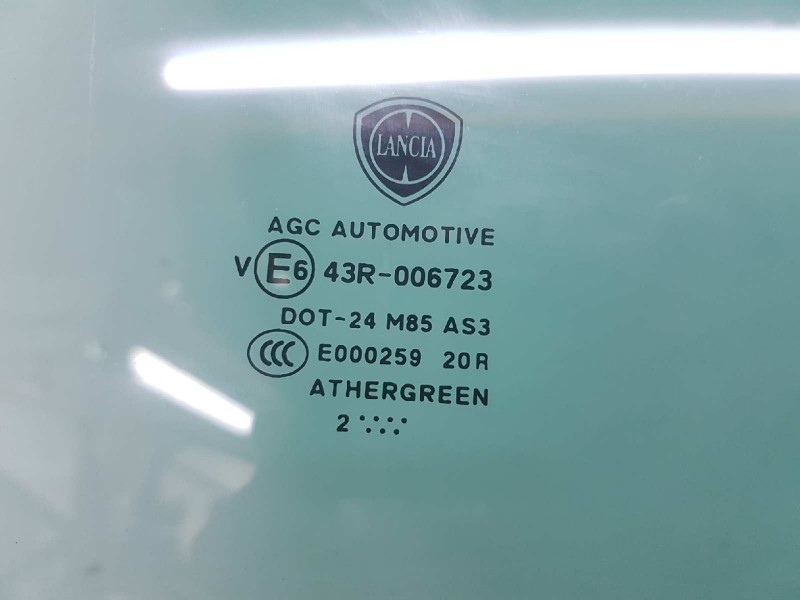 LANCIA
AGC AUTOMOTIVE
V E6 43R-006723
DOT-24 M85 AS3
CCC E000259 20R
ATHERGREEN
2